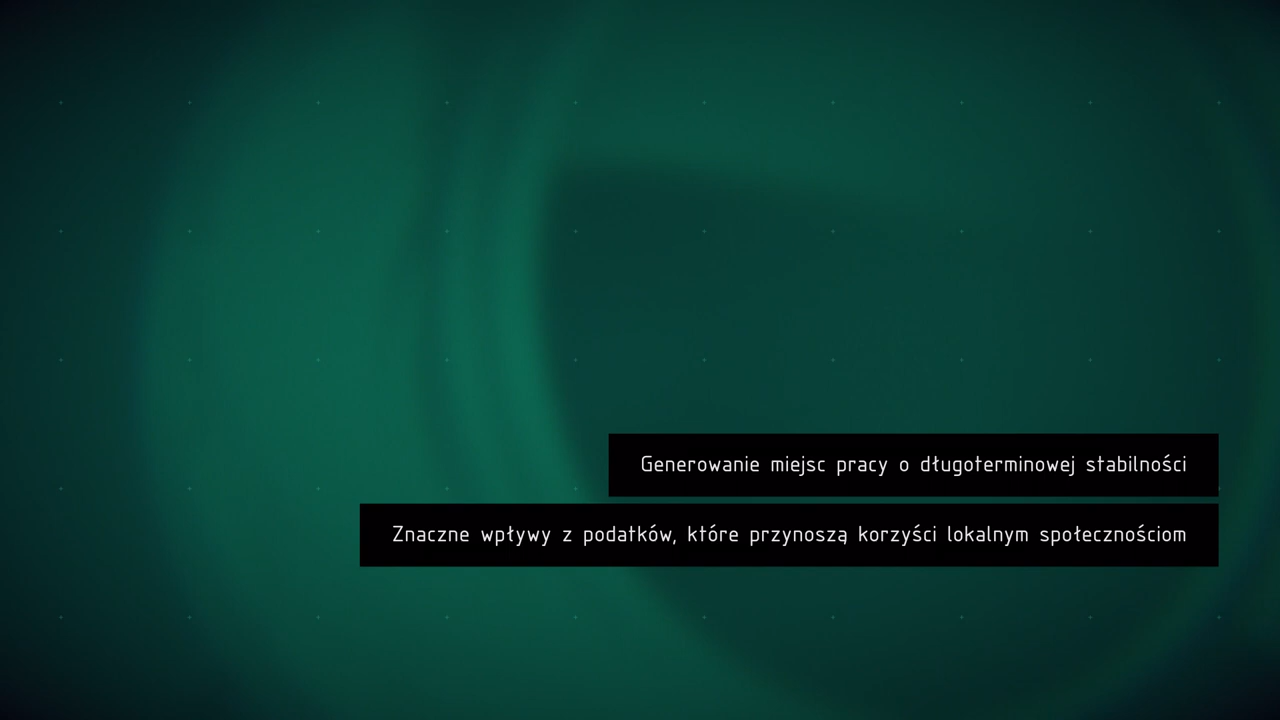 Generowanie miejsc pracy o długoterminowej stabilności
Znaczne wpływy z podatków, które przynoszą korzyści lokalnym społecznościom